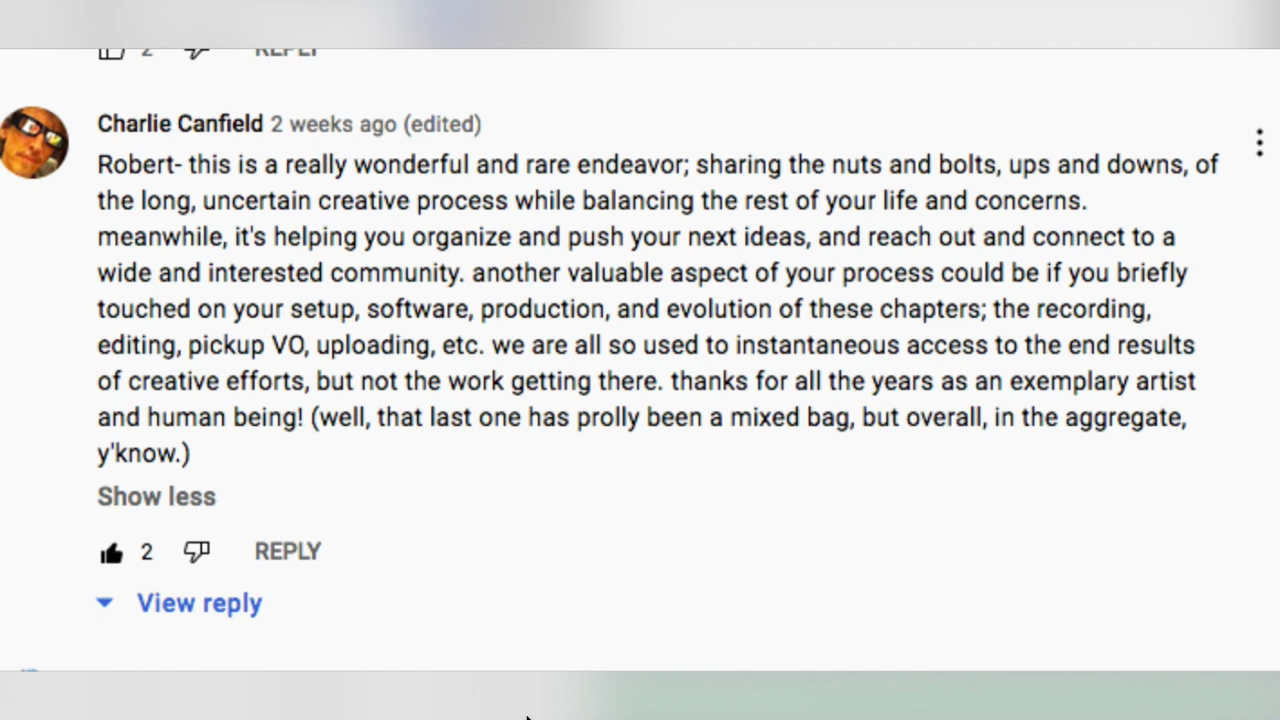 2 REPLY
Charlie Canfield 2 weeks ago (edited)
Robert- this is a really wonderful and rare endeavor; sharing the nuts and bolts, ups and downs, of
the long, uncertain creative process while balancing the rest of your life and concerns.
meanwhile, it's helping you organize and push your next ideas, and reach out and connect to a
wide and interested community. another valuable aspect of your process could be if you briefly
touched on your setup, software, production, and evolution of these chapters; the recording,
editing, pickup VO, uploading, etc. we are all so used to instantaneous access to the end results
of creative efforts, but not the work getting there. thanks for all the years as an exemplary artist
and human being! (well, that last one has prolly been a mixed bag, but overall, in the aggregate,
y'know.)
Show less
2 REPLY
View reply